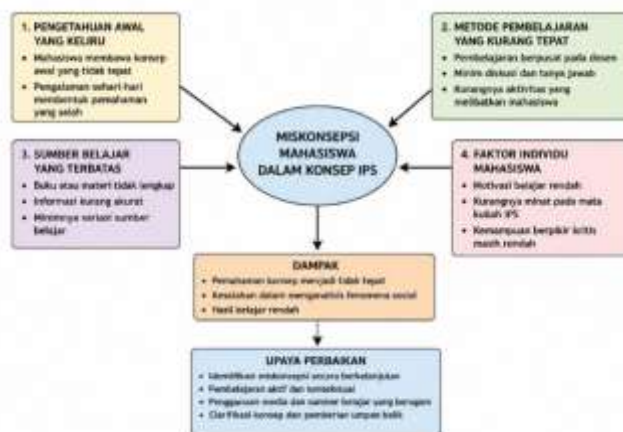 1. PENGETAHUAN AWAL
YANG KELIRU
• Mahasiswa membawa konsep
awal yang tidak tepat
• Pengalaman sehari-hari
membentuk pemahaman
yang salah
2. METODE PEMBELAJARAN
YANG KURANG TEPAT
• Pembelajaran berpusat pada dosen
• Minim diskusi dan tanya jawab
• Kurangnya aktivitas yang
melibatkan mahasiswa
MISKONSEPSI
MAHASISWA
DALAM KONSEP IPS
3. SUMBER BELAJAR
YANG TERBATAS
• Buku atau materi tidak lengkap
• Informasi kurang akurat
• Minimnya variasi sumber
belajar
4. FAKTOR INDIVIDU
MAHASISWA
• Motivasi belajar rendah
• Kurangnya minat pada mata
kuliah IPS
• Kemampuan berpikir kritis
masih rendah
DAMPAK
• Pemahaman konsep menjadi tidak tepat
• Kesalahan dalam menganalisis fenomena sosial
• Hasil belajar rendah
UPAYA PERBAIKAN
• Identifikasi miskonsepsi secara berkelanjutan
• Pembelajaran aktif dan kontekstual
• Penggunaan media dan sumber belajar yang beragam
• Clarifikasi konsep dan pemberian umpan balik